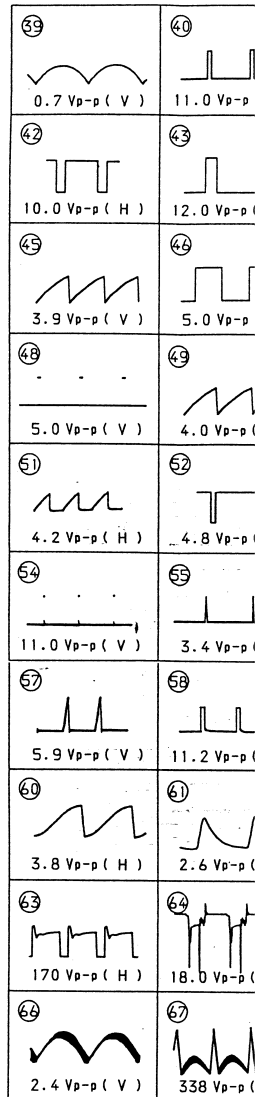 39 40
0.7 Vp-p ( V ) 11.0 Vp-p
42 43
10.0 Vp-p ( H ) 12.0 Vp-p (
45 46
3.9 Vp-p ( V ) 5.0 Vp-p
48 49
5.0 Vp-p ( V ) 4.0 Vp-p (
51 52
4.2 Vp-p ( H ) 4.8 Vp-p (
54 55
11.0 Vp-p ( V ) 3.4 Vp-p (
57 58
5.9 Vp-p ( V ) 11.2 Vp-p (
60 61
3.8 Vp-p ( H ) 2.6 Vp-p (
63 64
170 Vp-p ( H ) 18.0 Vp-p (
66 67
2.4 Vp-p ( V ) 338 Vp-p (